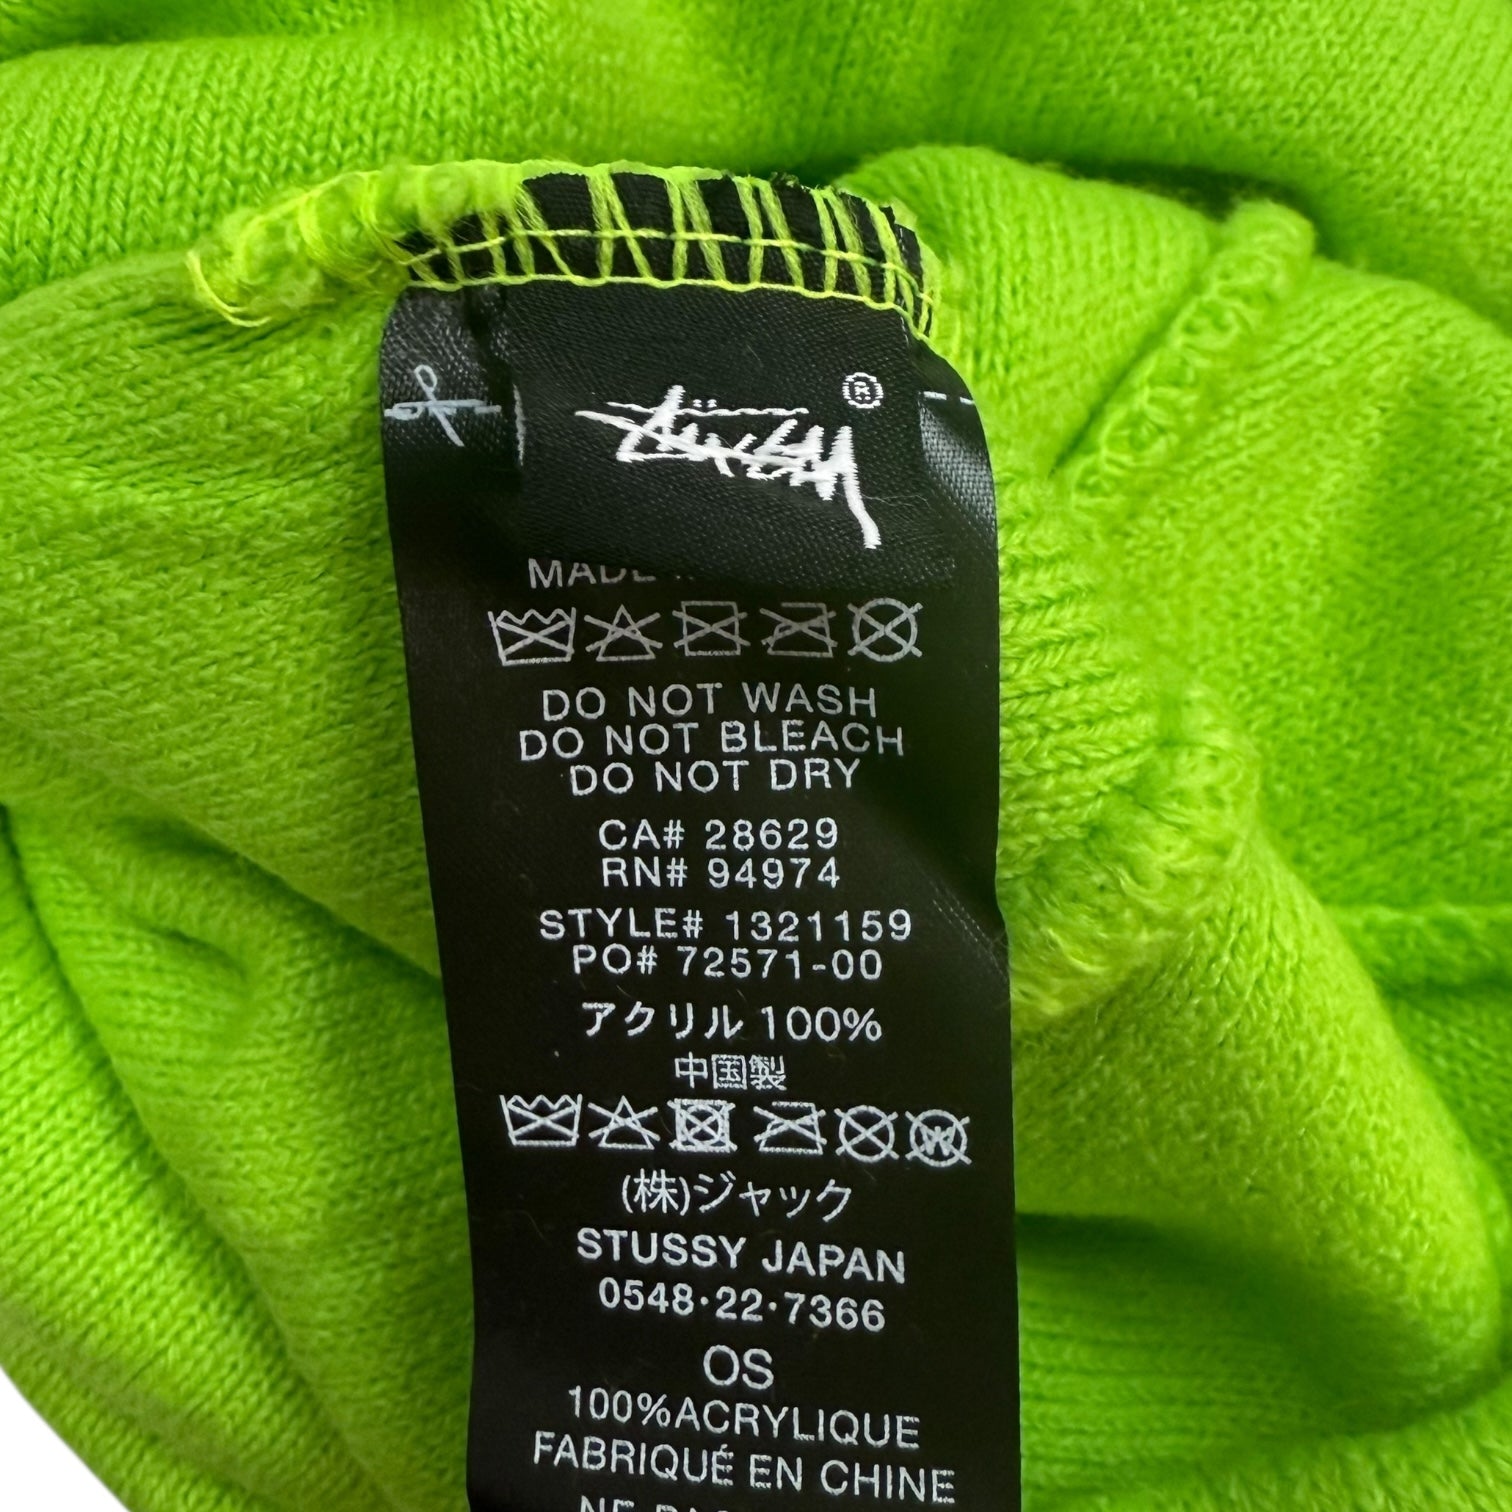 STÜSSY ®
MADE
DO NOT WASH
DO NOT BLEACH
DO NOT DRY
CA# 28629
RN# 94974
STYLE# 1321159
PO# 72571-00
アクリル 100%
中国製
W
(株)ジャック
STUSSY JAPAN
0548·22·7366
OS
100%ACRYLIQUE
FABRIQUÉ EN CHINE
NE